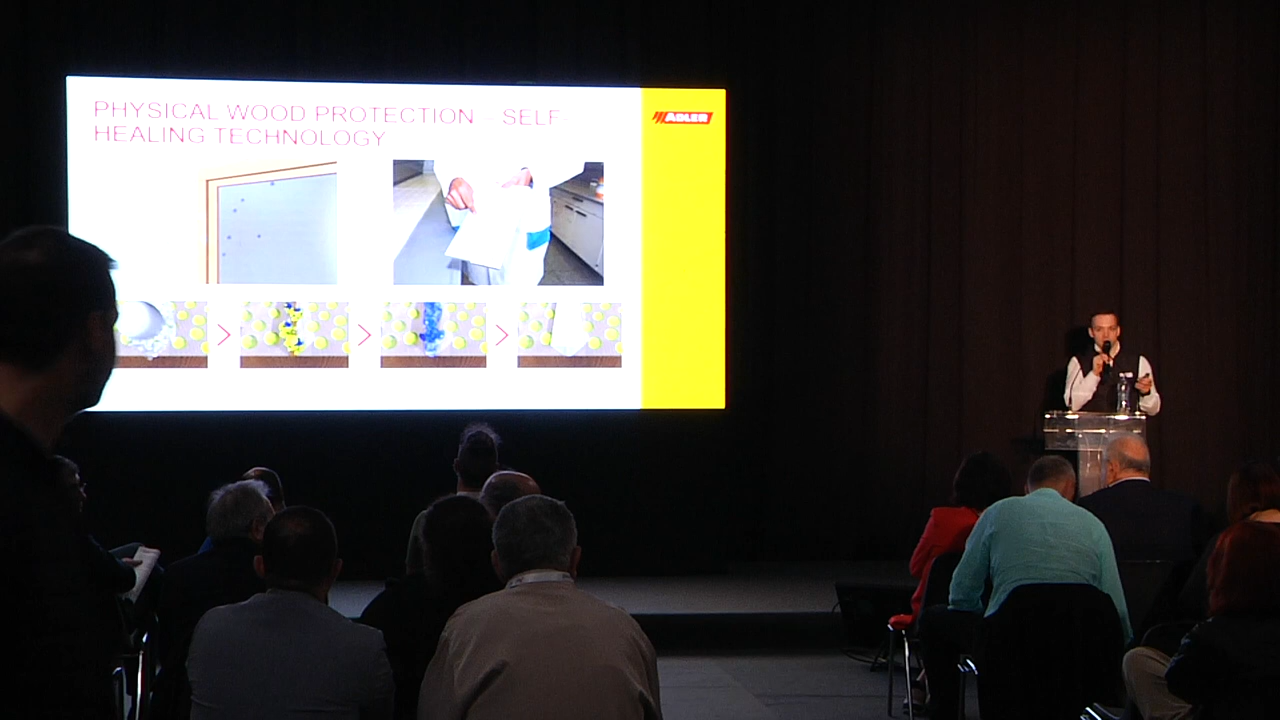 PHYSICAL WOOD PROTECTION – SELF-
HEALING TECHNOLOGY
ADLER